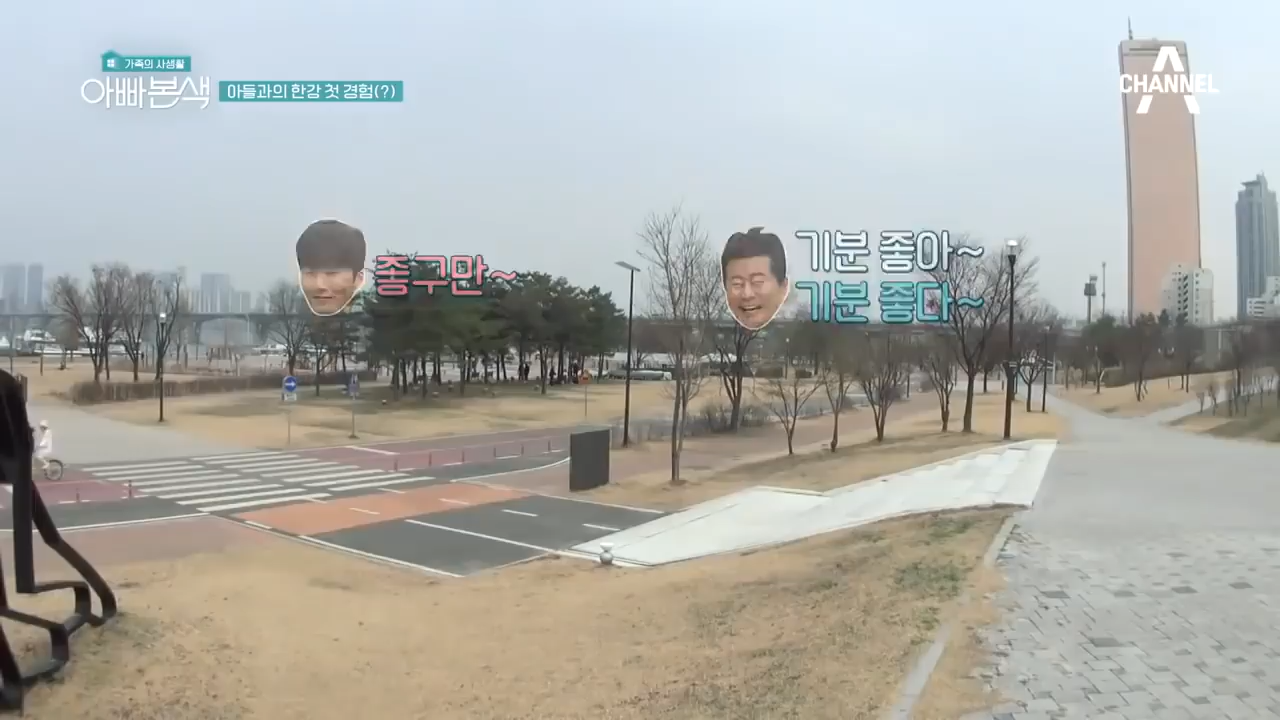 가족의 사생활
아빠본색
아들과의 한강 첫 경험(?)
CHANNEL A
종구만~
기분 좋아~
기분 좋다~